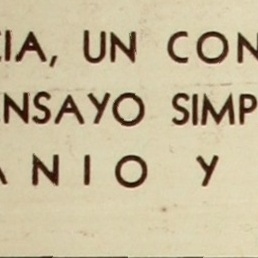 CIA, UN CON
ENSAYO SIMP
ANIO Y